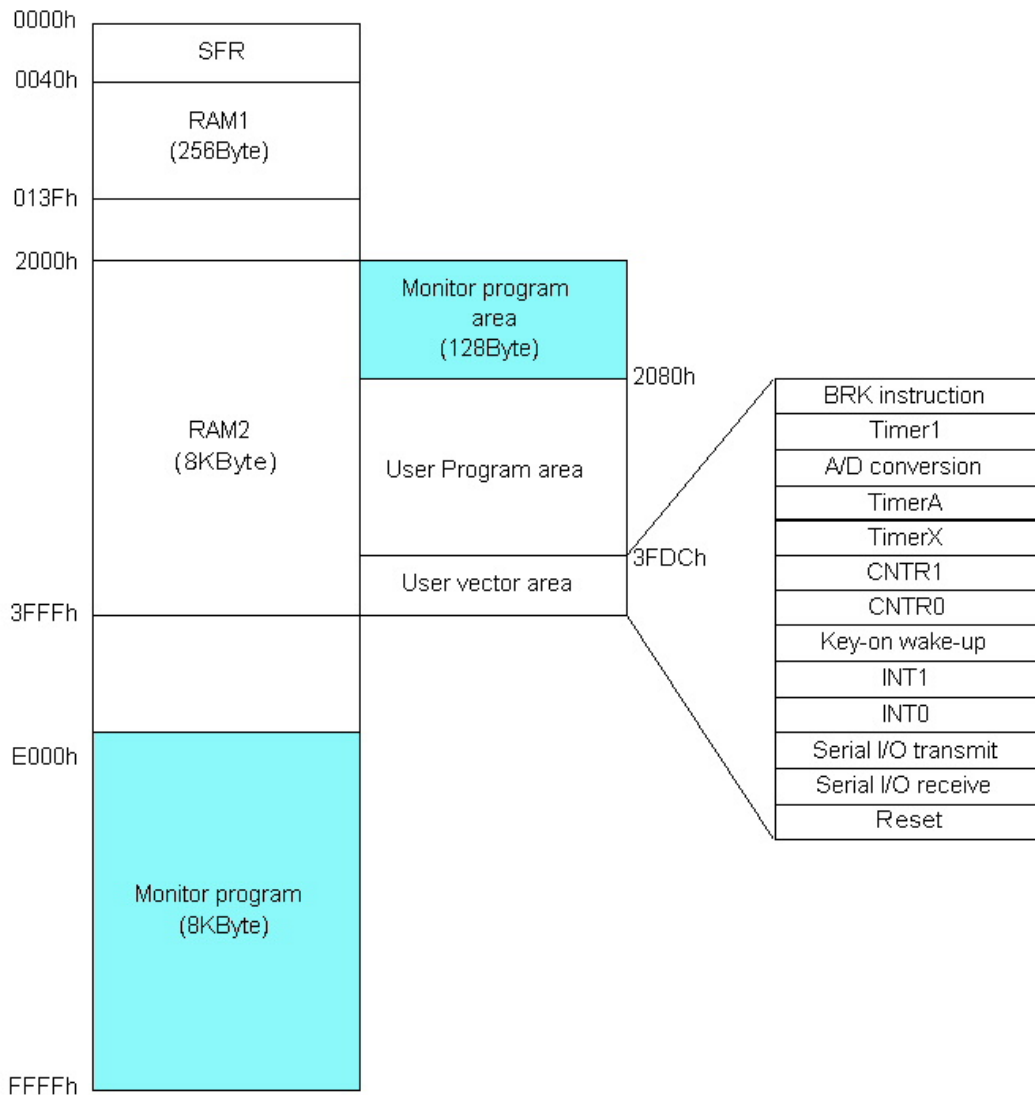 0000h
SFR
0040h
RAM1
(256Byte)
013Fh
2000h
Monitor program
area
(128Byte)
2080h
RAM2
(8KByte)
User Program area
3FDCh
User vector area
3FFFh
BRK instruction
Timer1
A/D conversion
TimerA
TimerX
CNTR1
CNTR0
Key-on wake-up
INT1
INT0
Serial I/O transmit
Serial I/O receive
Reset
E000h
Monitor program
(8KByte)
FFFFh